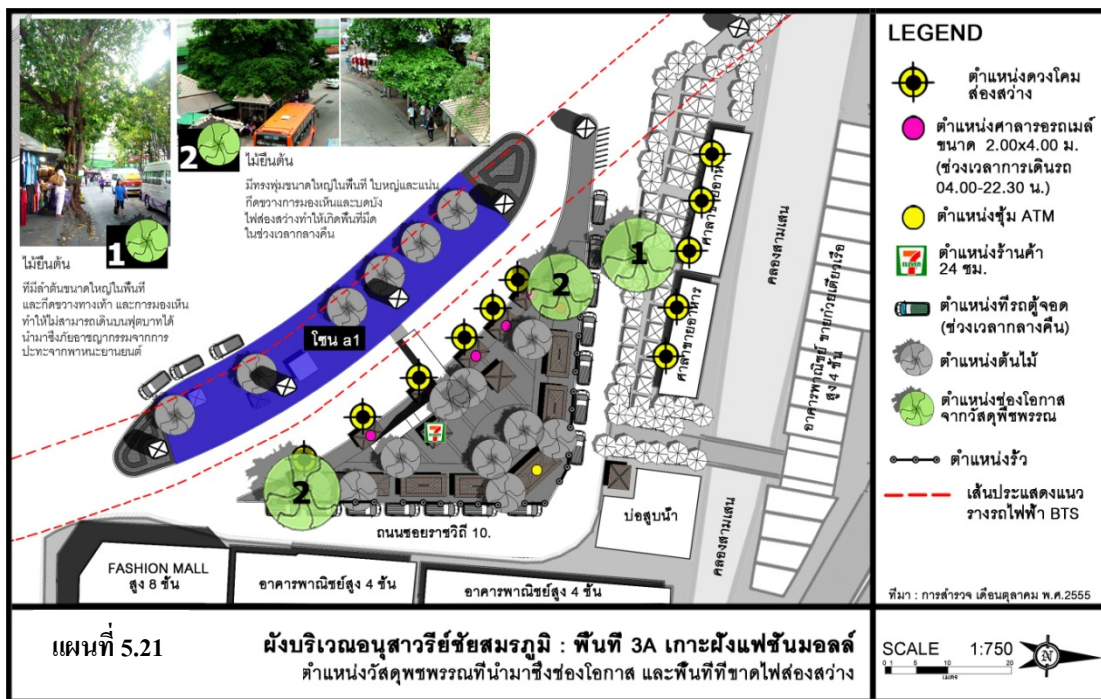 2
ไม้ยืนต้น
มีทรงพุ่มขนาดใหญ่ในพื้นที่ ใบใหญ่และแน่น
กีดขวางการมองเห็นและบดบัง
ไฟส่องสว่างทำให้เกิดพื้นที่มืด
ในช่วงเวลากลางคืน
1
ไม้ยืนต้น
ที่มีลำต้นขนาดใหญ่ในพื้นที่
และกีดขวางทางเท้า และการมองเห็น
ทำให้ไม่สามารถเดินบนฟุตบาทได้
นำมาซึ่งภัยอาชญากรรมจากการ
ปะทะจากพาหนะยานยนต์
โซน a1
2
1
2
7 ELEVEN
ศาลาขายอาหาร
ศาลาขายอาหาร
คลองสามเสน
คลองสามเสน
อาคารพาณิชย์ ขายก๋วยเตี๋ยวเรือ
สูง 4 ชั้น
บ่อสูบน้ำ
ถนนซอยราชวิถี 10.
FASHION MALL
สูง 8 ชั้น
อาคารพาณิชย์สูง 4 ชั้น
อาคารพาณิชย์สูง 4 ชั้น
LEGEND
ตำแหน่งดวงโคม
ส่องสว่าง
ตำแหน่งศาลารอรถเมล์
ขนาด 2.00x4.00 ม.
(ช่วงเวลาการเดินรถ
04.00-22.30 น.)
ตำแหน่งซุ้ม ATM
7 ELEVEN
ตำแหน่งร้านค้า
24 ชม.
ตำแหน่งที่รถตู้จอด
(ช่วงเวลากลางคืน)
ตำแหน่งต้นไม้
ตำแหน่งช่องโอกาส
จากวัสดุพืชพรรณ
ตำแหน่งรั้ว
เส้นประแสดงแนว
รางรถไฟฟ้า BTS
ที่มา : การสำรวจ เดือนตุลาคม พ.ศ.2555
แผนที่ 5.21
ผังบริเวณอนุสาวรีย์ชัยสมรภูมิ : พื้นที่ 3A เกาะฝั่งแฟชั่นมอลล์
ตำแหน่งวัสดุพชพรรณที่นำมาซึ่งช่องโอกาส และพื้นที่ที่ขาดไฟส่องสว่าง
SCALE 1:750
0 1 5 10 20
เมตร
N